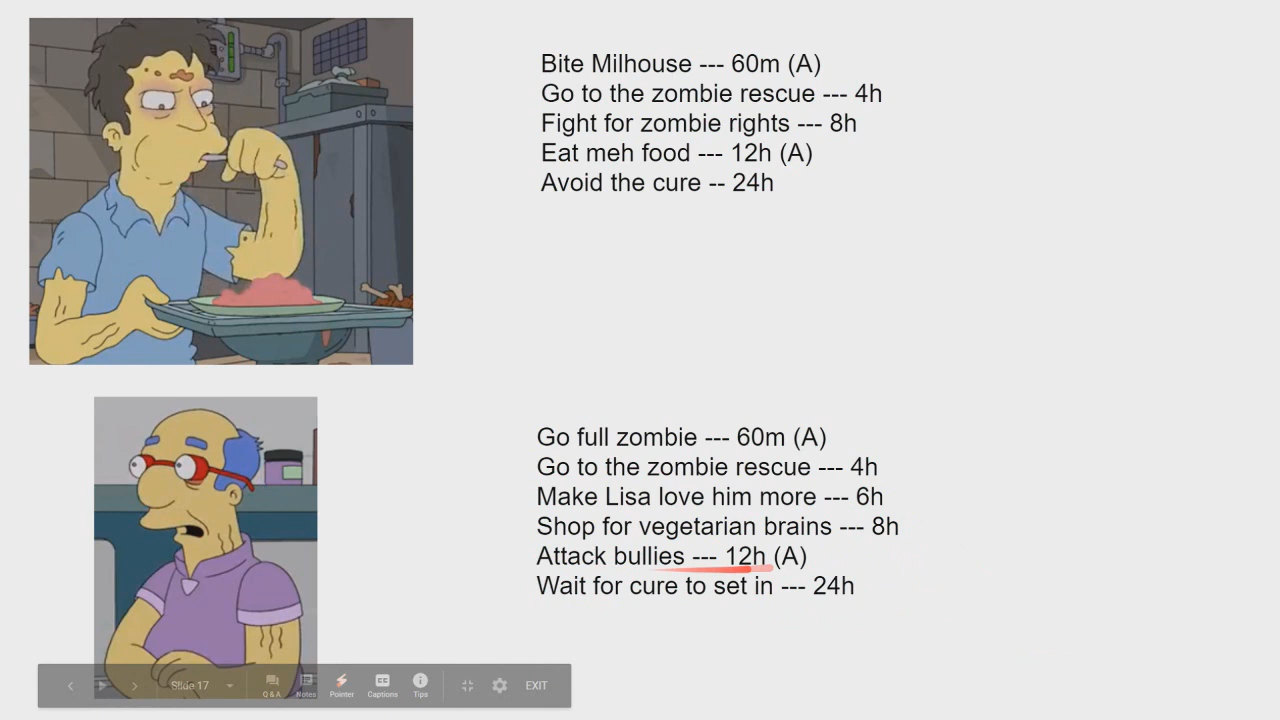 Bite Milhouse --- 60m (A)
Go to the zombie rescue --- 4h
Fight for zombie rights --- 8h
Eat meh food --- 12h (A)
Avoid the cure -- 24h
Go full zombie --- 60m (A)
Go to the zombie rescue --- 4h
Make Lisa love him more --- 6h
Shop for vegetarian brains --- 8h
Attack bullies --- 12h (A)
Wait for cure to set in --- 24h
Slide 17
Q & A
Notes
Pointer
CC
Captions
Tips
EXIT